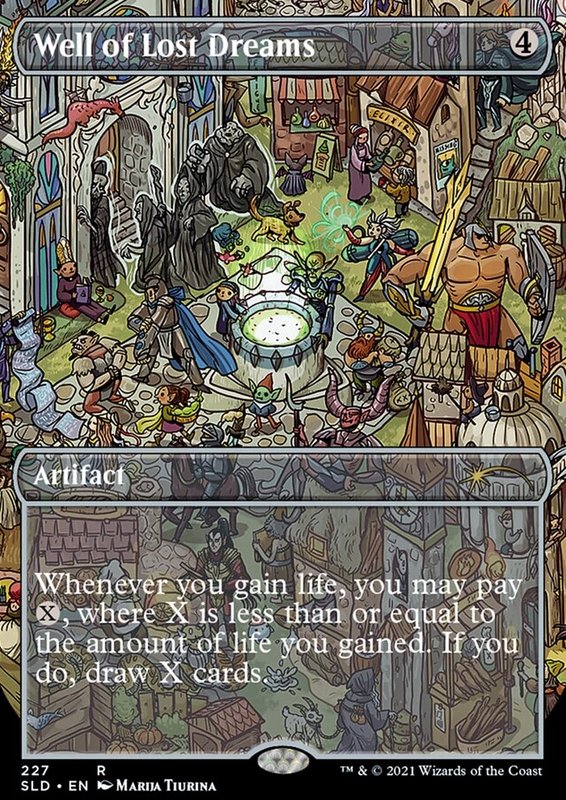 Well of Lost Dreams 4
ELIXIR
Artifact
Whenever you gain life, you may pay
X, where X is less than or equal to
the amount of life you gained. If you
do, draw X cards.
227 R
SLD • EN Marija Tiurina
™ & © 2021 Wizards of the Coast